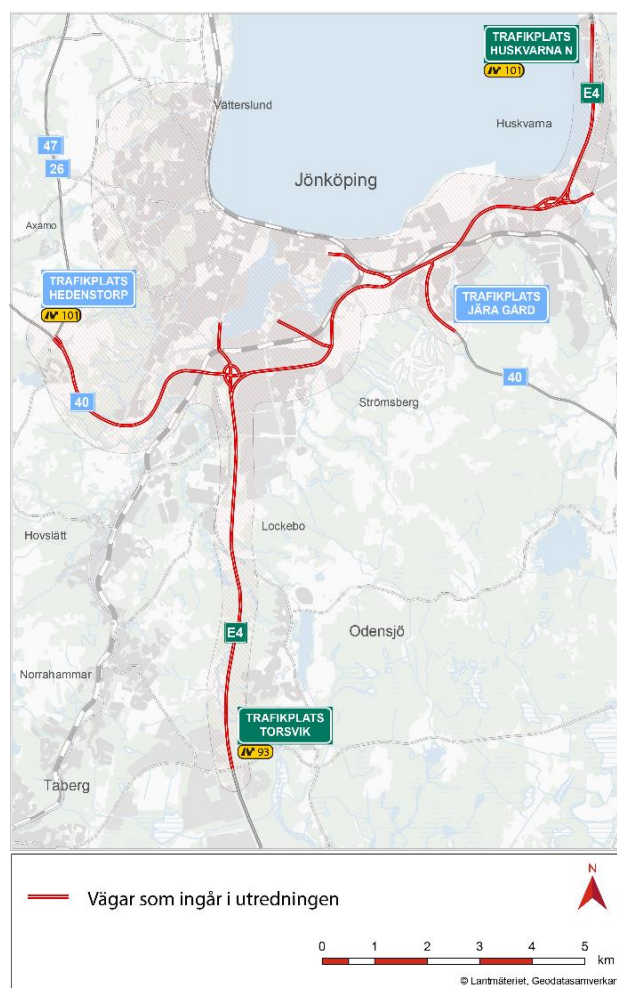 TRAFIKPLATS
HUSKVARNA N
101
E4
Vätterslund
Huskvarna
47
26
Jönköping
Axamo
TRAFIKPLATS
HEDENSTORP
101
TRAFIKPLATS
JÄRA GÅRD
40
40
Strömsberg
Hovslätt
Lockebo
E4
Odensjö
Norrahammar
TRAFIKPLATS
TORSVIK
93
Taberg
N
Vägar som ingår i utredningen
0 1 2 3 4 5
km
© Lantmäteriet, Geodatasamverkan